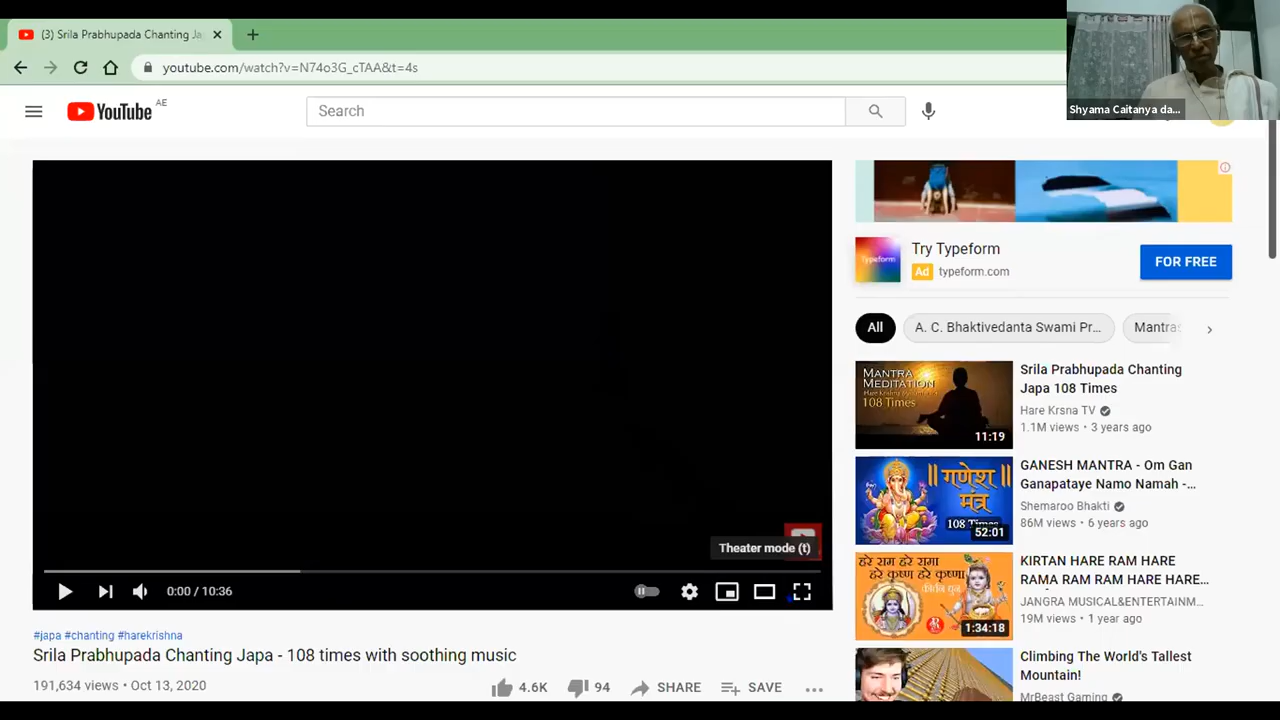 (3) Srila Prabhupada Chanting Ja
youtube.com/watch?v=N74o3G_cTAA&t=4s
Shyama Caitanya da...
YouTube AE
Search
Try Typeform
Typeform
Ad typeform.com
FOR FREE
All
A. C. Bhaktivedanta Swami Pr...
Mantras
MANTRA
MEDITATION
108 Times
11:19
Srila Prabhupada Chanting
Japa 108 Times
Hare Krsna TV
1.1M views • 3 years ago
|| गणेश ||
मंत्र
108 Times
52:01
GANESH MANTRA - Om Gan
Ganapataye Namo Namah -...
Shemaroo Bhakti
86M views • 6 years ago
हरे राम हरे रामा
हरे कृष्ण हरे कृष्णा
1:34:18
KIRTAN HARE RAM HARE
RAMA RAM RAM HARE HARE...
JANGRA MUSICAL&ENTERTAINM...
19M views • 1 year ago
Climbing The World's Tallest
Mountain!
MrBeast Gaming
Theater mode (t)
0:00 / 10:36
#japa #chanting #harekrishna
Srila Prabhupada Chanting Japa - 108 times with soothing music
191,634 views • Oct 13, 2020
4.6K
94
SHARE
SAVE